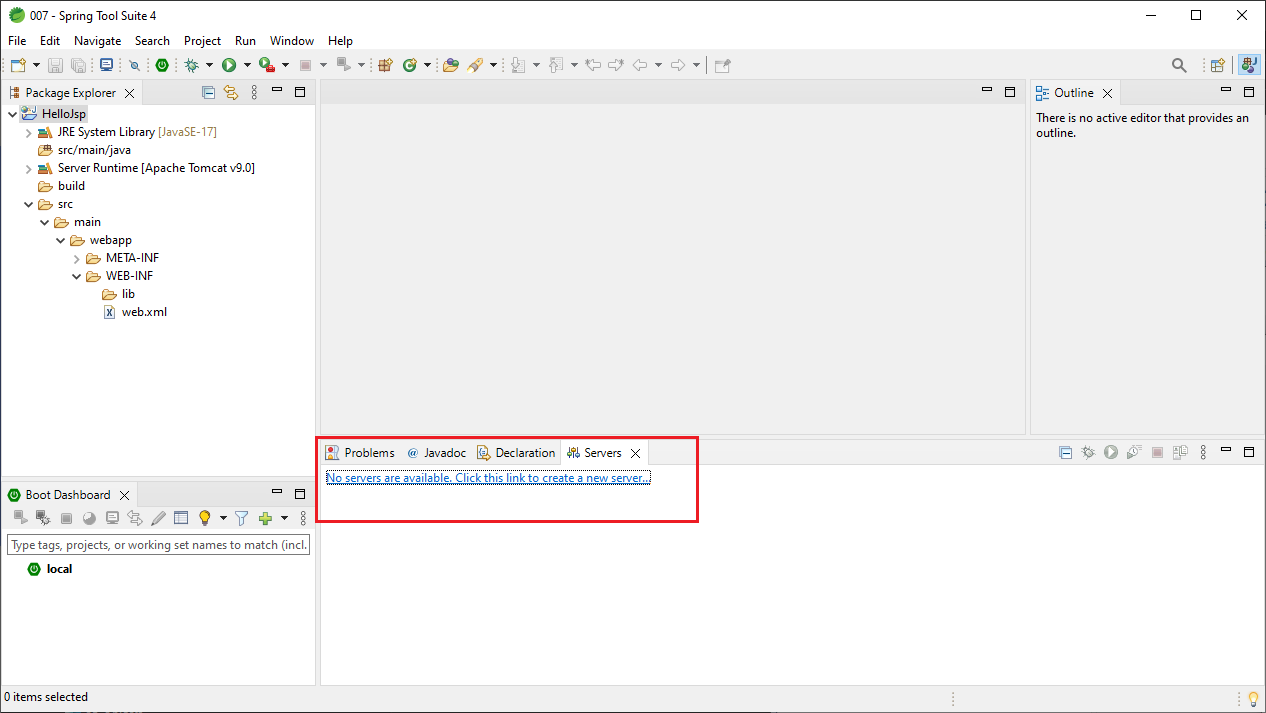 007 - Spring Tool Suite 4
File Edit Navigate Search Project Run Window Help
Package Explorer
HelloJsp
JRE System Library [JavaSE-17]
src/main/java
Server Runtime [Apache Tomcat v9.0]
build
src
main
webapp
META-INF
WEB-INF
lib
web.xml
Outline
There is no active editor that provides an
outline.
Problems @ Javadoc Declaration Servers
No servers are available. Click this link to create a new server...
Boot Dashboard
Type tags, projects, or working set names to match (incl.
local
0 items selected